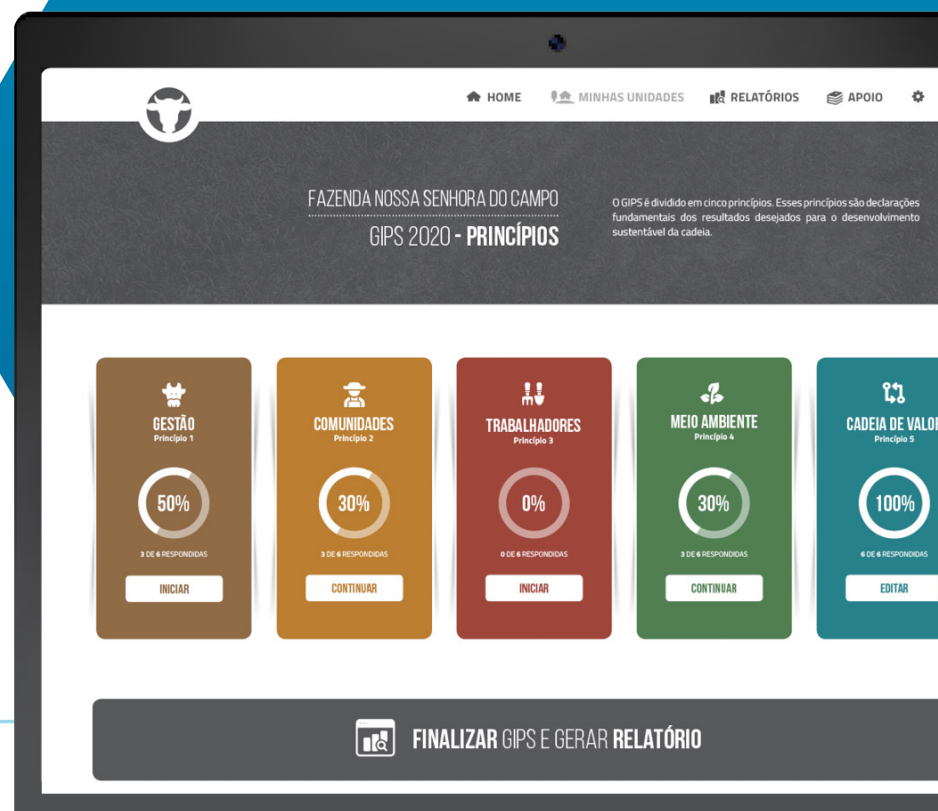 HOME
MINHAS UNIDADES
RELATÓRIOS
APOIO
FAZENDA NOSSA SENHORA DO CAMPO
GIPS 2020 - PRINCÍPIOS
O GIPS é dividido em cinco princípios. Esses princípios são declarações
fundamentais dos resultados desejados para o desenvolvimento
sustentável da cadeia.
GESTÃO
Princípio 1
50%
3 DE 6 RESPONDIDAS
INICIAR
COMUNIDADES
Princípio 2
30%
3 DE 6 RESPONDIDAS
CONTINUAR
TRABALHADORES
Princípio 3
0%
0 DE 6 RESPONDIDAS
INICIAR
MEIO AMBIENTE
Princípio 4
30%
3 DE 6 RESPONDIDAS
CONTINUAR
CADEIA DE VALOR
Princípio 5
100%
6 DE 6 RESPONDIDAS
EDITAR
FINALIZAR GIPS E GERAR RELATÓRIO